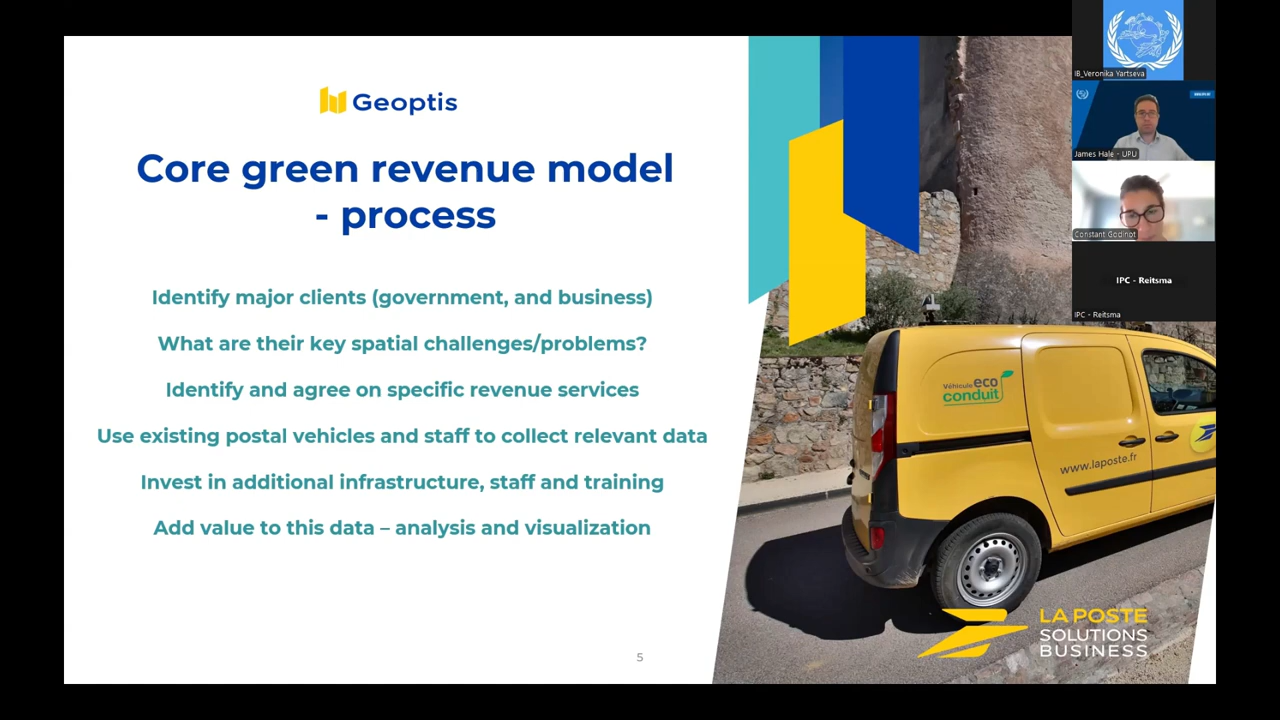 Geoptis
Core green revenue model
- process
Identify major clients (government, and business)
What are their key spatial challenges/problems?
Identify and agree on specific revenue services
Use existing postal vehicles and staff to collect relevant data
Invest in additional infrastructure, staff and training
Add value to this data – analysis and visualization
5
Véhicule eco
conduit
www.laposte.fr
LA POSTE
SOLUTIONS
BUSINESS
IB_Veronika Yartseva
James Hale - UPU
Constant Godinot
IPC - Reitsma
IPC - Reitsma